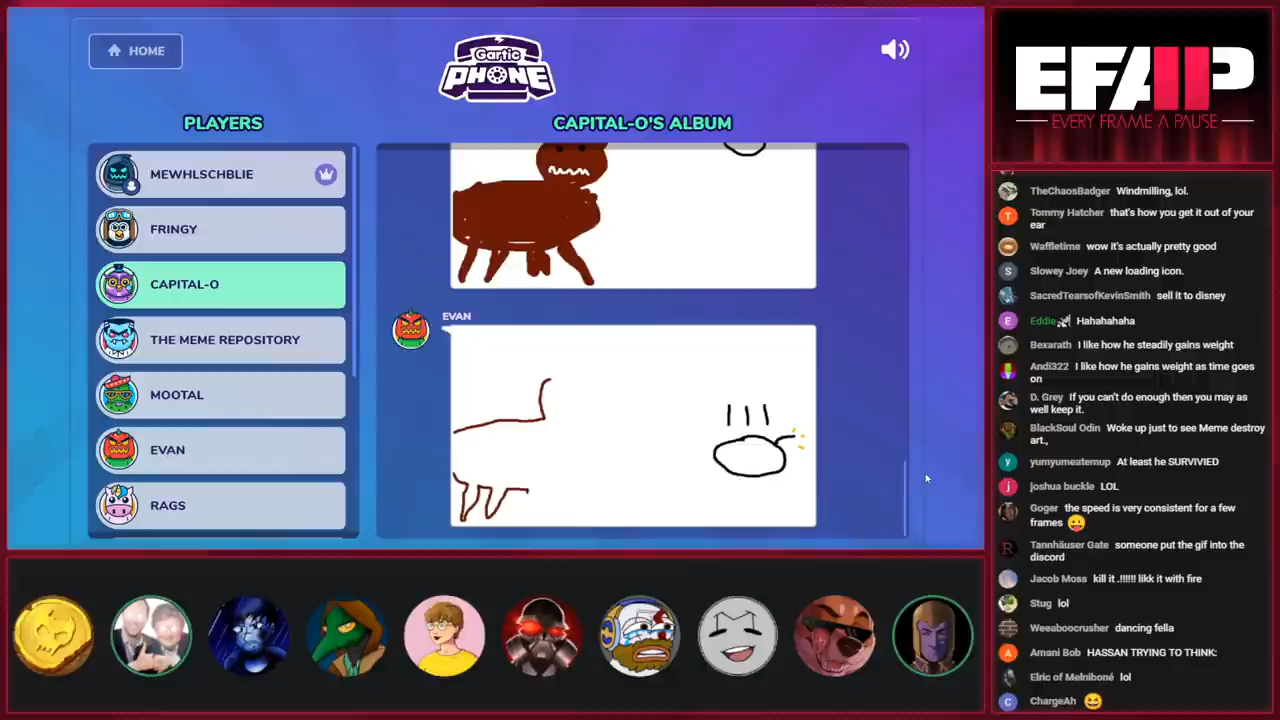 HOME
Gartic
PHONE
PLAYERS
CAPITAL-O'S ALBUM
MEWHLSCHBLIE
FRINGY
CAPITAL-O
THE MEME REPOSITORY
MOOTAL
EVAN
RAGS
EVAN
EFAP
EVERY FRAME A PAUSE
TheChaosBadger Windmilling, lol.
Tommy Hatcher that's how you get it out of your
ear
Waffletime wow it's actually pretty good
S
Slowey Joey A new loading icon.
SacredTearsofKevinSmith sell it to disney
E
Eddie Hahahahaha
Bexarath I like how he steadily gains weight
Andi322 I like how he gains weight as time goes
on
D. Grey If you can't do enough then you may as
well keep it.
BlackSoul Odin Woke up just to see Meme destroy
art.,
y
yumyumeatemup At least he SURVIVIED
j
joshua buckle LOL
Goger the speed is very consistent for a few
frames
R
Tannhäuser Gate someone put the gif into the
discord
Jacob Moss kill it .!!!!!! likk it with fire
Stug lol
Weeaboocrusher dancing fella
A
Amani Bob HASSAN TRYING TO THINK:
Elric of Melniboné lol
C
ChargeAh